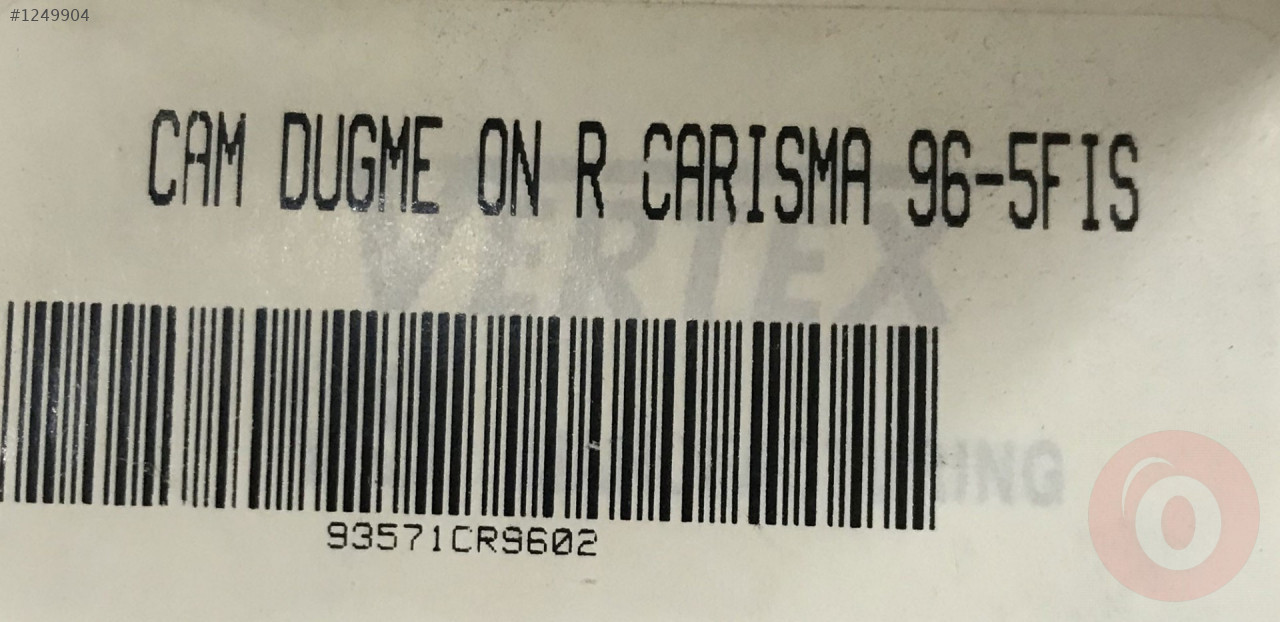 #1249904
CAM DUGME ON R CARISMA 96-5FIS
VERTEX
93571CR9602